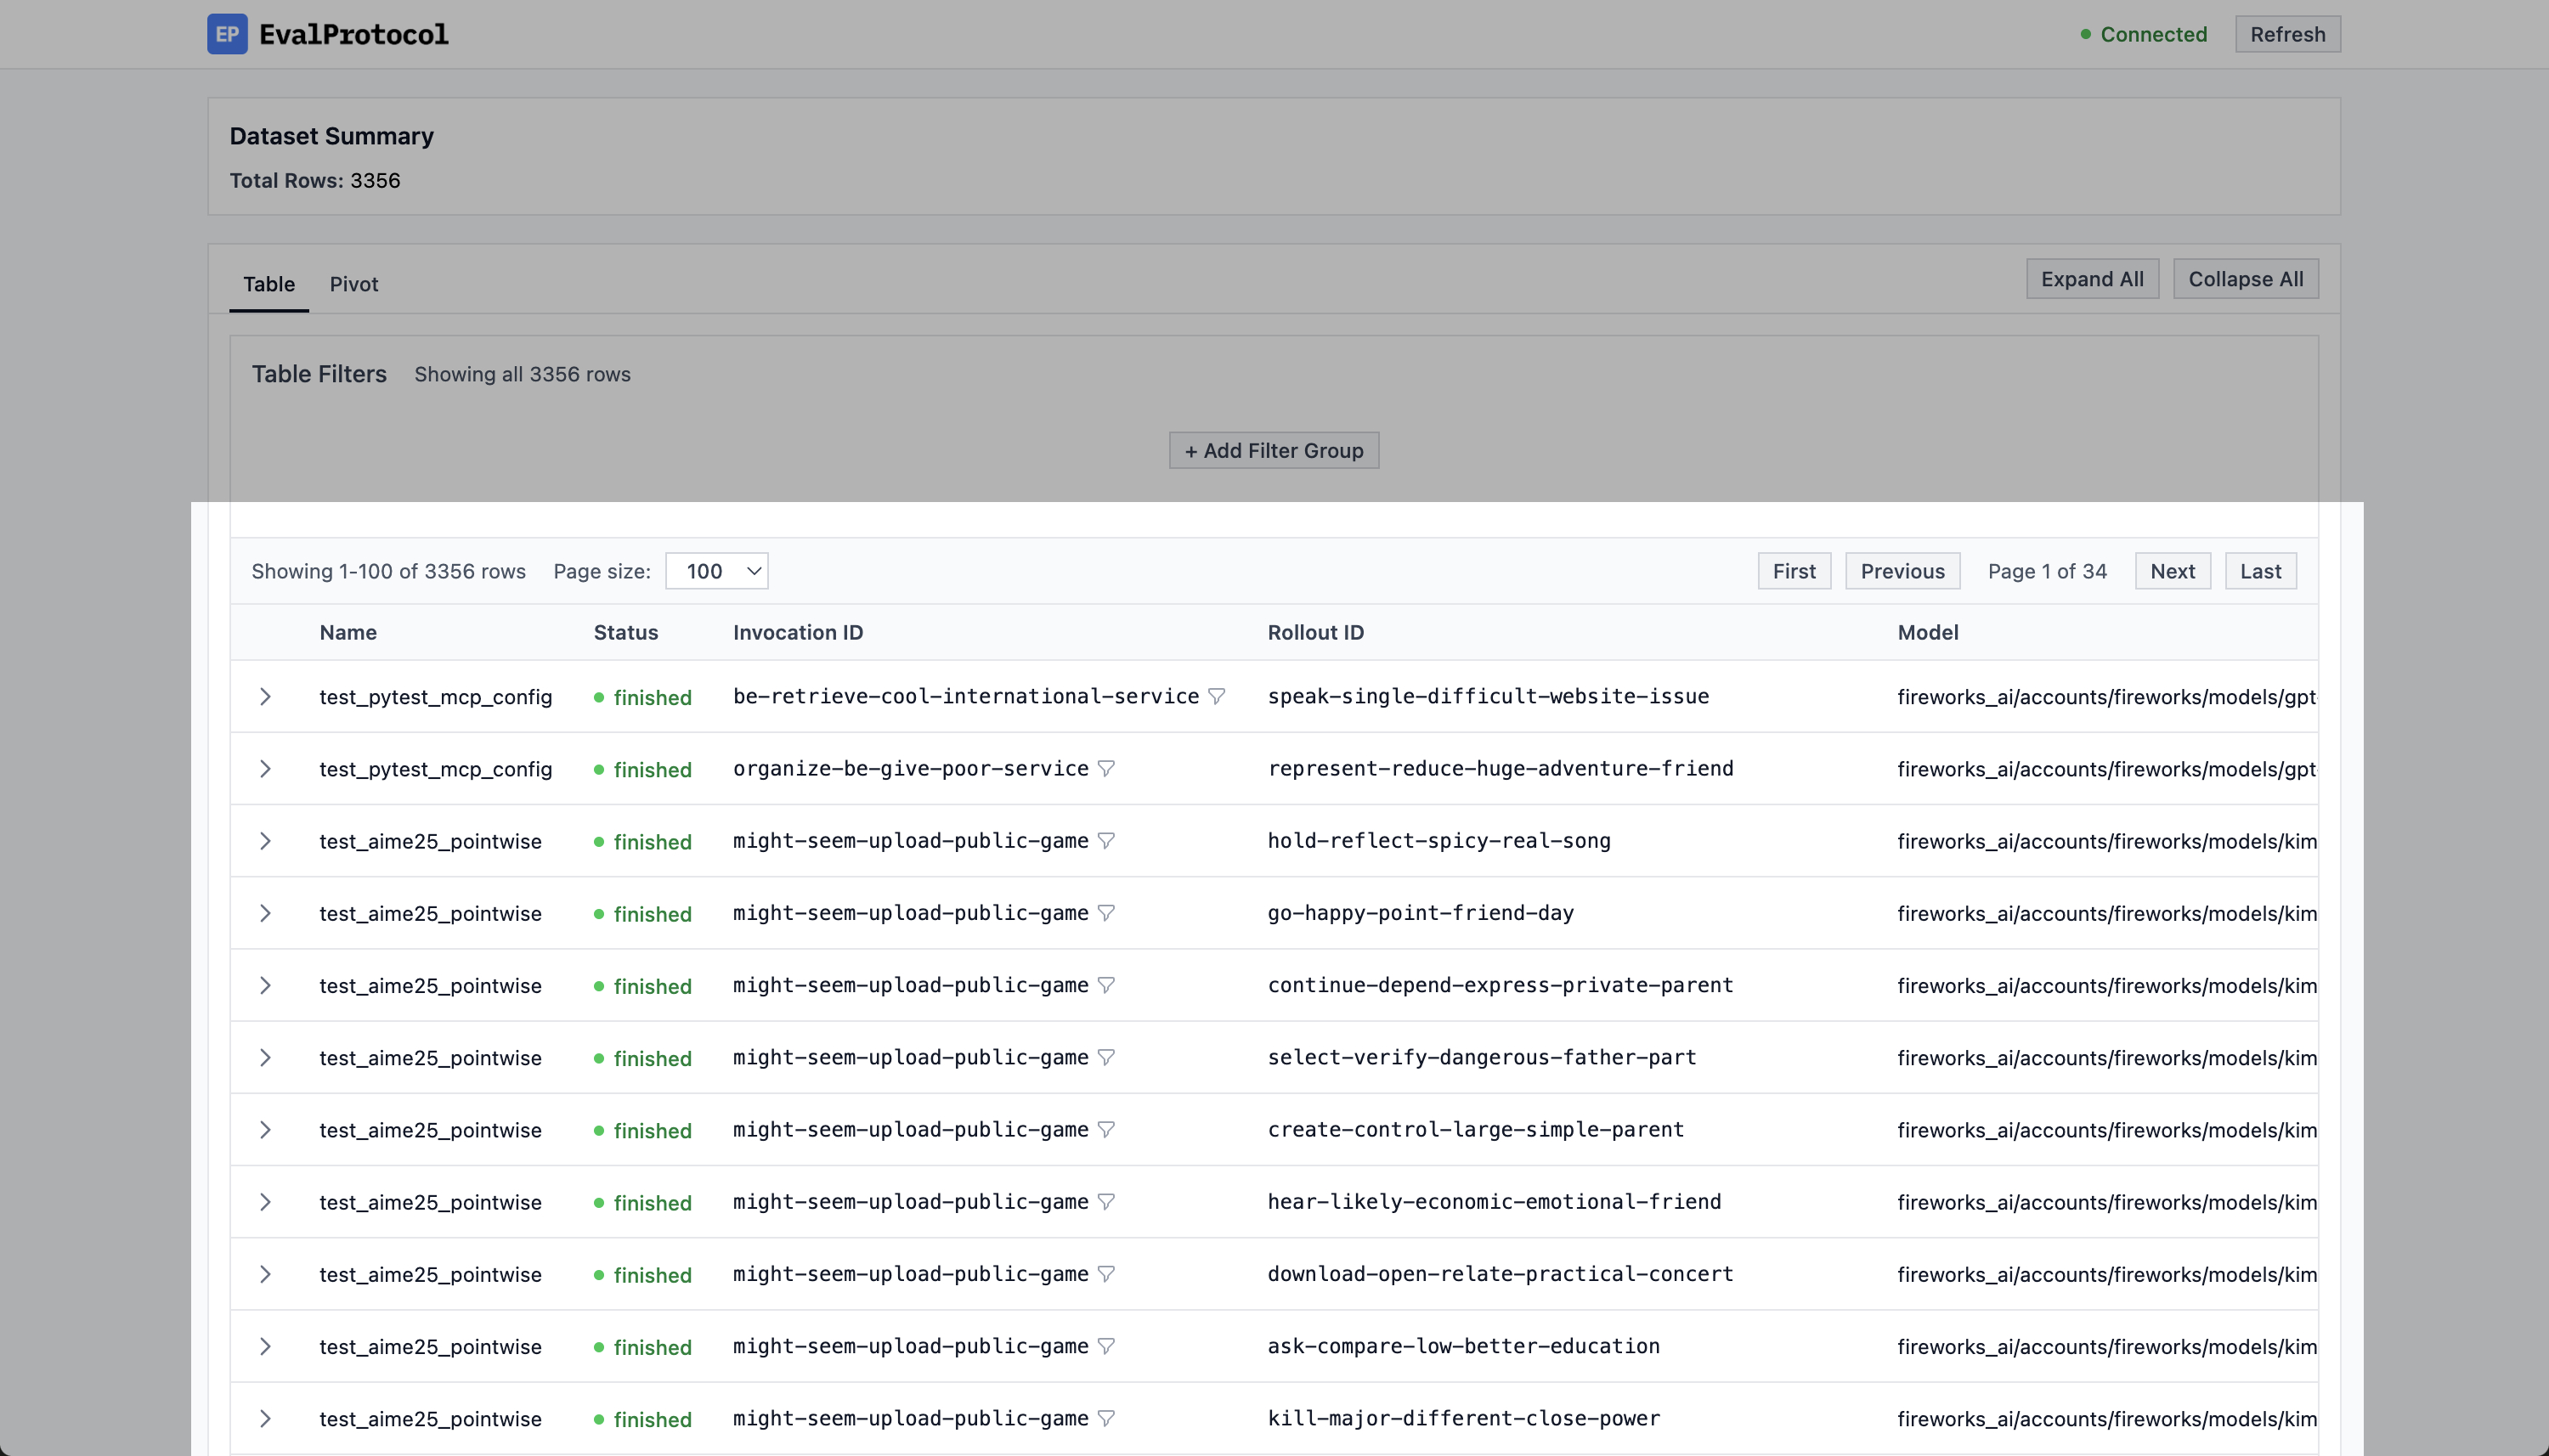 EP EvalProtocol
Connected Refresh
Dataset Summary
Total Rows: 3356
Table Pivot Expand All Collapse All
Table Filters Showing all 3356 rows
+ Add Filter Group
Showing 1-100 of 3356 rows Page size: 100 First Previous Page 1 of 34 Next Last
Name Status Invocation ID Rollout ID Model
test_pytest_mcp_config finished be-retrieve-cool-international-service speak-single-difficult-website-issue fireworks_ai/accounts/fireworks/models/gpt-
test_pytest_mcp_config finished organize-be-give-poor-service represent-reduce-huge-adventure-friend fireworks_ai/accounts/fireworks/models/gpt-
test_aime25_pointwise finished might-seem-upload-public-game hold-reflect-spicy-real-song fireworks_ai/accounts/fireworks/models/kim
test_aime25_pointwise finished might-seem-upload-public-game go-happy-point-friend-day fireworks_ai/accounts/fireworks/models/kim
test_aime25_pointwise finished might-seem-upload-public-game continue-depend-express-private-parent fireworks_ai/accounts/fireworks/models/kim
test_aime25_pointwise finished might-seem-upload-public-game select-verify-dangerous-father-part fireworks_ai/accounts/fireworks/models/kim
test_aime25_pointwise finished might-seem-upload-public-game create-control-large-simple-parent fireworks_ai/accounts/fireworks/models/kim
test_aime25_pointwise finished might-seem-upload-public-game hear-likely-economic-emotional-friend fireworks_ai/accounts/fireworks/models/kim
test_aime25_pointwise finished might-seem-upload-public-game download-open-relate-practical-concert fireworks_ai/accounts/fireworks/models/kim
test_aime25_pointwise finished might-seem-upload-public-game ask-compare-low-better-education fireworks_ai/accounts/fireworks/models/kim
test_aime25_pointwise finished might-seem-upload-public-game kill-major-different-close-power fireworks_ai/accounts/fireworks/models/kim